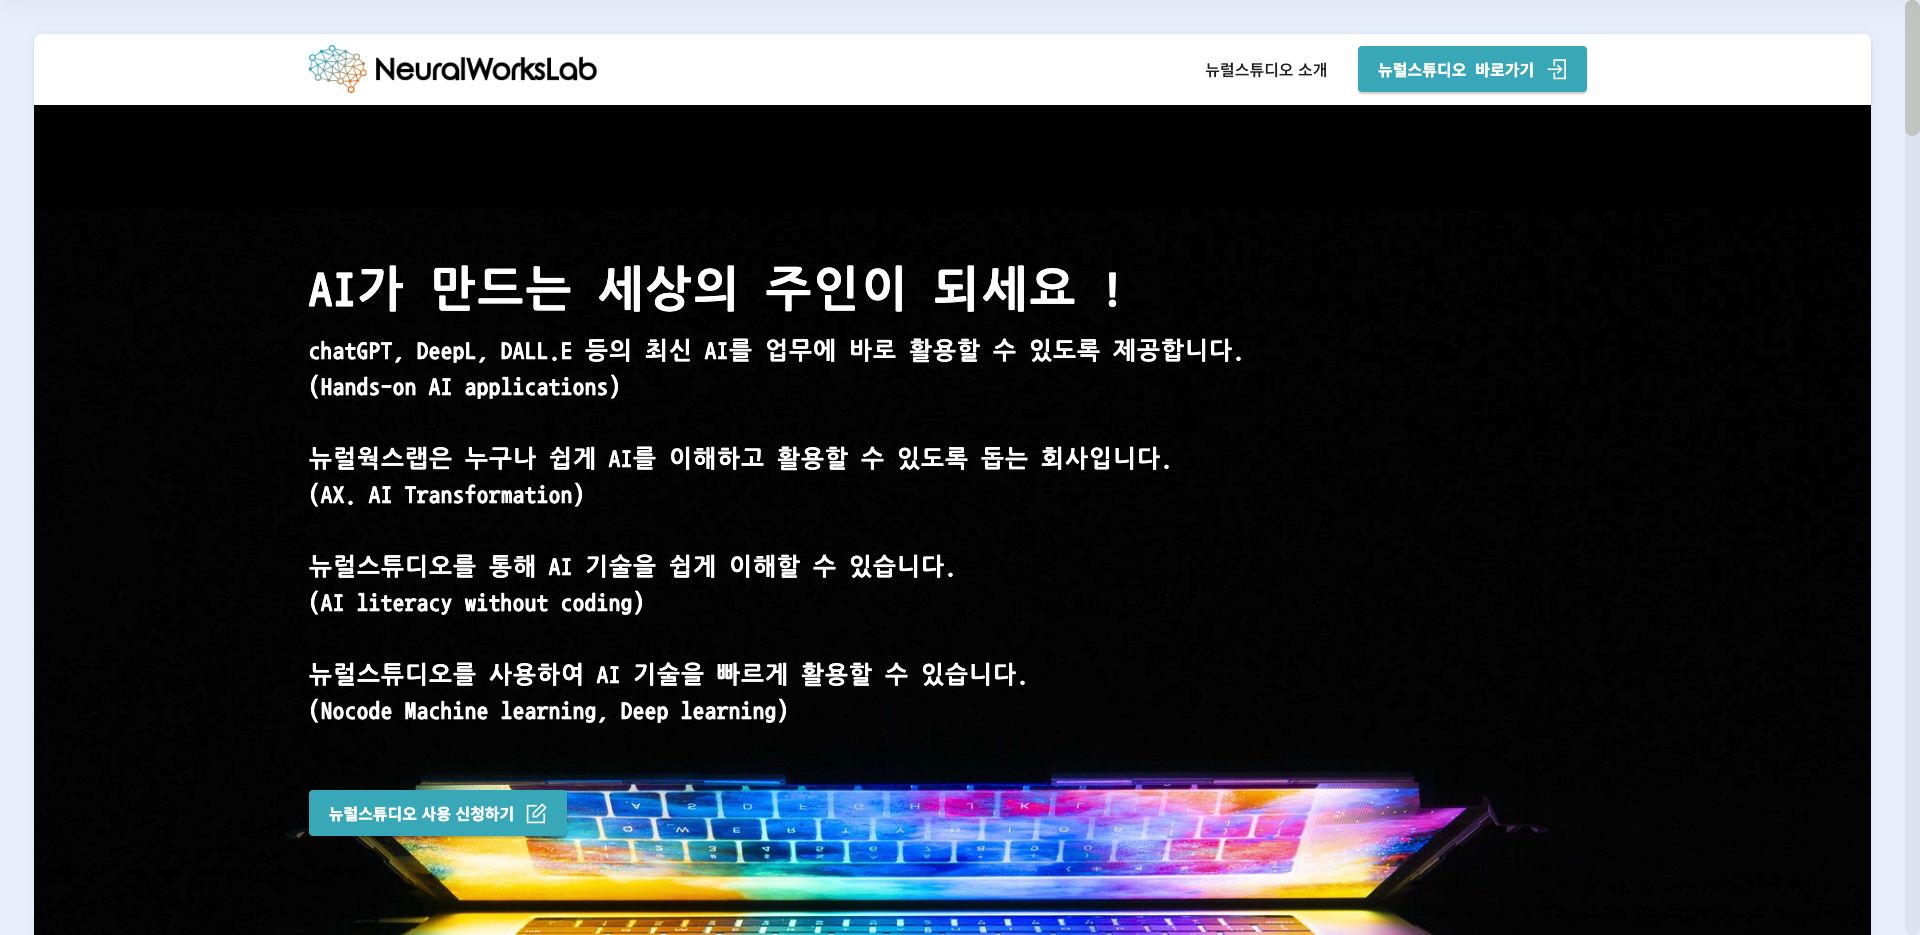 NeuralWorksLab
뉴럴스튜디오 소개
뉴럴스튜디오 바로가기
AI가 만드는 세상의 주인이 되세요 !
chatGPT, DeepL, DALL.E 등의 최신 AI를 업무에 바로 활용할 수 있도록 제공합니다.
(Hands-on AI applications)
뉴럴웍스랩은 누구나 쉽게 AI를 이해하고 활용할 수 있도록 돕는 회사입니다.
(AX. AI Transformation)
뉴럴스튜디오를 통해 AI 기술을 쉽게 이해할 수 있습니다.
(AI literacy without coding)
뉴럴스튜디오를 사용하여 AI 기술을 빠르게 활용할 수 있습니다.
(Nocode Machine learning, Deep learning)
뉴럴스튜디오 사용 신청하기
A S D F G H J K L
Q W E R T Y U I O P